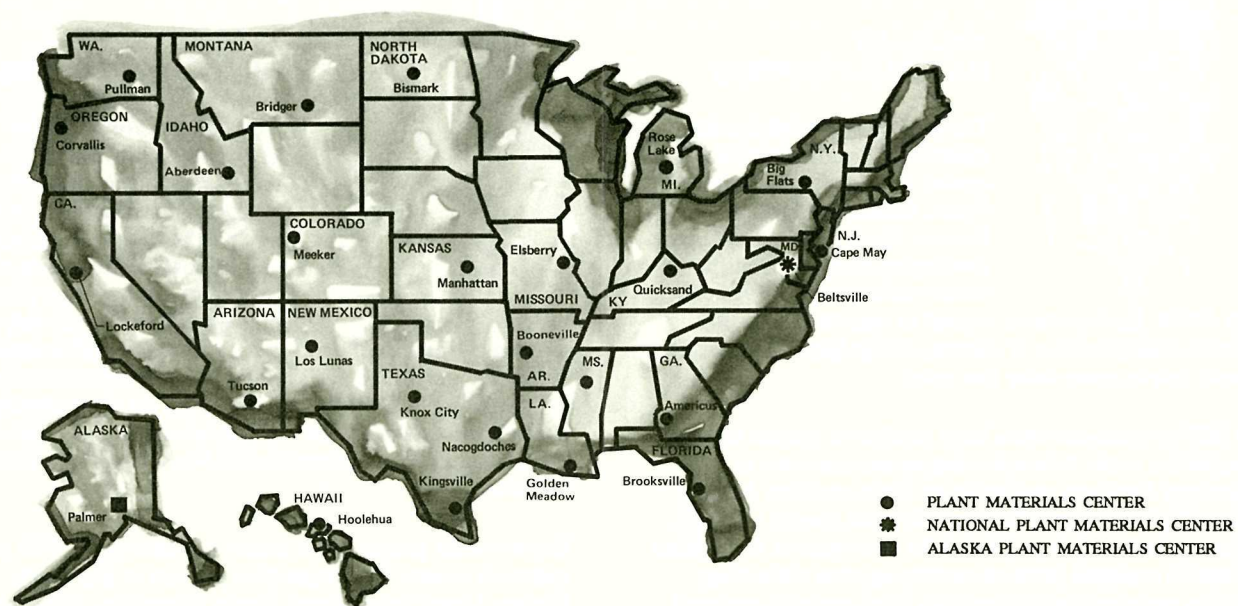 WA.
Pullman
MONTANA
Bridger
NORTH
DAKOTA
Bismark
OREGON
Corvallis
IDAHO
Aberdeen
Rose
Lake
MI.
N.Y.
Big
Flats
CA.
Lockeford
COLORADO
Meeker
KANSAS
Manhattan
Elsberry
MISSOURI
KY
Quicksand
MD.
N.J.
Cape May
Beltsville
ARIZONA
Tucson
NEW MEXICO
Los Lunas
TEXAS
Knox City
Nacogdoches
Kingsville
Booneville
AR.
LA.
Golden
Meadow
MS.
GA.
Americus
FLORIDA
Brooksville
ALASKA
Palmer
HAWAII
Hoolehua
PLANT MATERIALS CENTER
NATIONAL PLANT MATERIALS CENTER
ALASKA PLANT MATERIALS CENTER